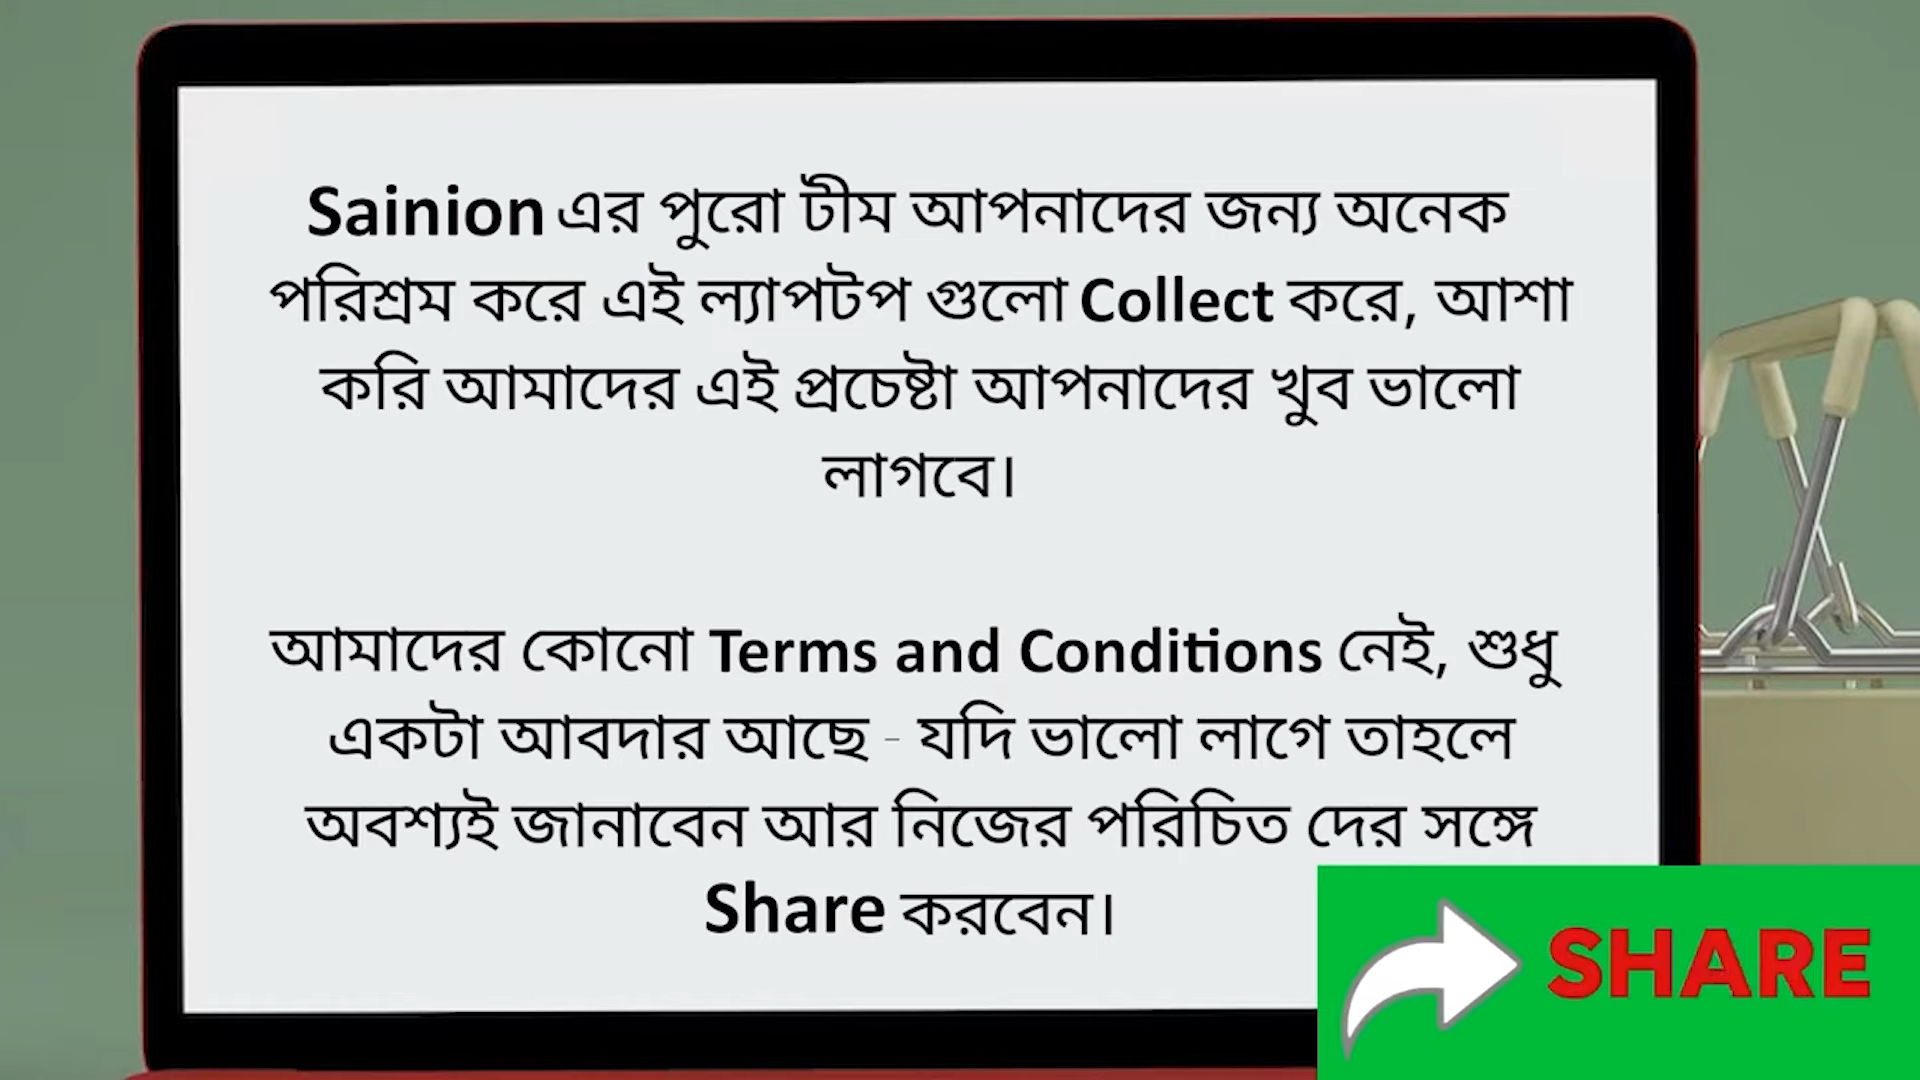 Sainion এর পুরো টীম আপনাদের জন্য অনেক
পরিশ্রম করে এই ল্যাপটপ গুলো Collect করে, আশা
করি আমাদের এই প্রচেষ্টা আপনাদের খুব ভালো
লাগবে।
আমাদের কোনো Terms and Conditions নেই, শুধু
একটা আবদার আছে - যদি ভালো লাগে তাহলে
অবশ্যই জানাবেন আর নিজের পরিচিত দের সঙ্গে
Share করবেন।
SHARE